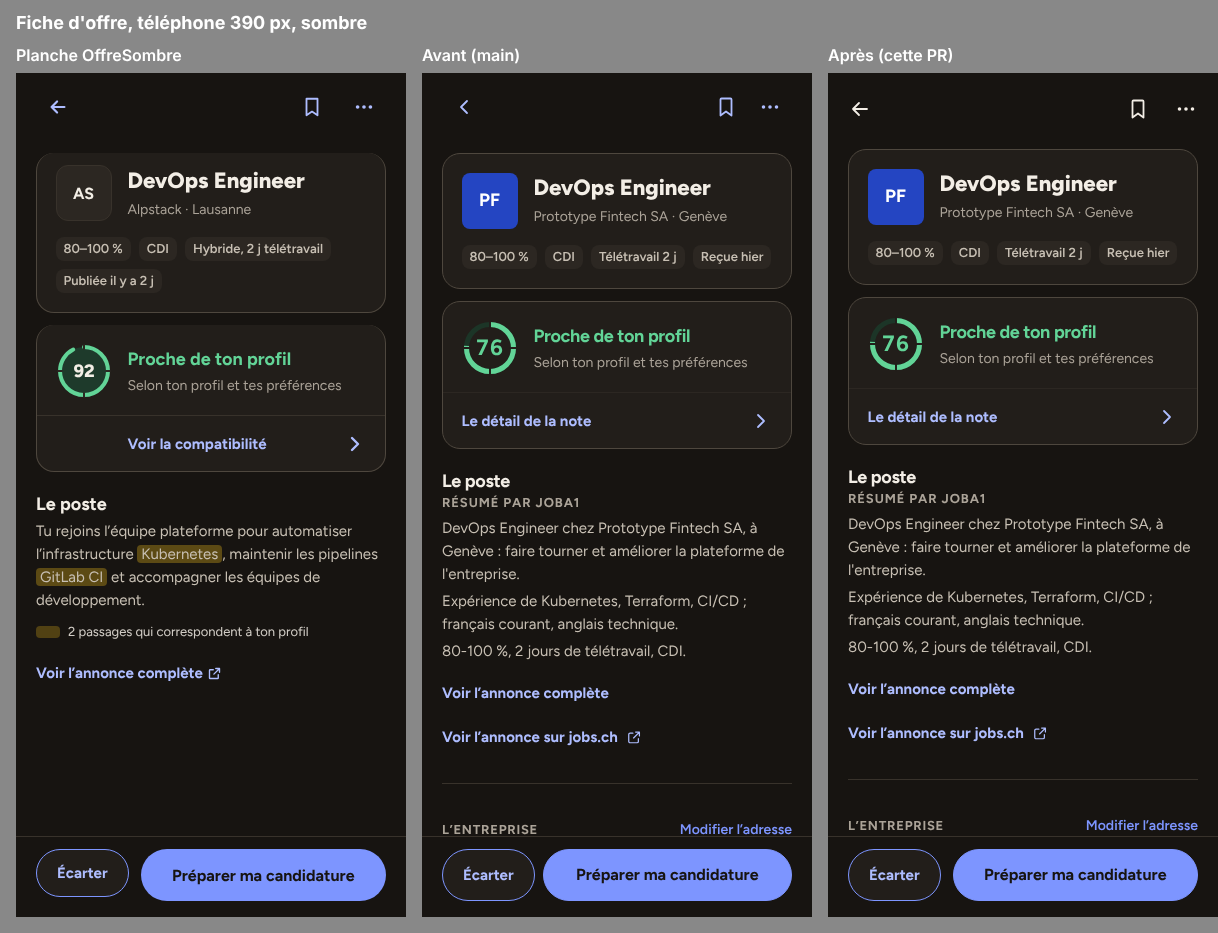 Fiche d'offre, téléphone 390 px, sombre
Planche OffreSombre
AS
DevOps Engineer
Alpstack · Lausanne
80–100 %
CDI
Hybride, 2 j télétravail
Publiée il y a 2 j
92
Proche de ton profil
Selon ton profil et tes préférences
Voir la compatibilité
Le poste
Tu rejoins l’équipe plateforme pour automatiser
l’infrastructure Kubernetes, maintenir les pipelines
GitLab CI et accompagner les équipes de
développement.
2 passages qui correspondent à ton profil
Voir l’annonce complète
Écarter
Préparer ma candidature
Avant (main)
PF
DevOps Engineer
Prototype Fintech SA · Genève
80–100 %
CDI
Télétravail 2 j
Reçue hier
76
Proche de ton profil
Selon ton profil et tes préférences
Le détail de la note
Le poste
RÉSUMÉ PAR JOBA1
DevOps Engineer chez Prototype Fintech SA, à
Genève : faire tourner et améliorer la plateforme de
l'entreprise.
Expérience de Kubernetes, Terraform, CI/CD ;
français courant, anglais technique.
80-100 %, 2 jours de télétravail, CDI.
Voir l’annonce complète
Voir l’annonce sur jobs.ch
L’ENTREPRISE
Modifier l’adresse
Écarter
Préparer ma candidature
Après (cette PR)
PF
DevOps Engineer
Prototype Fintech SA · Genève
80–100 %
CDI
Télétravail 2 j
Reçue hier
76
Proche de ton profil
Selon ton profil et tes préférences
Le détail de la note
Le poste
RÉSUMÉ PAR JOBA1
DevOps Engineer chez Prototype Fintech SA, à
Genève : faire tourner et améliorer la plateforme de
l'entreprise.
Expérience de Kubernetes, Terraform, CI/CD ;
français courant, anglais technique.
80-100 %, 2 jours de télétravail, CDI.
Voir l’annonce complète
Voir l’annonce sur jobs.ch
L’ENTREPRISE
Modifier l’adresse
Écarter
Préparer ma candidature